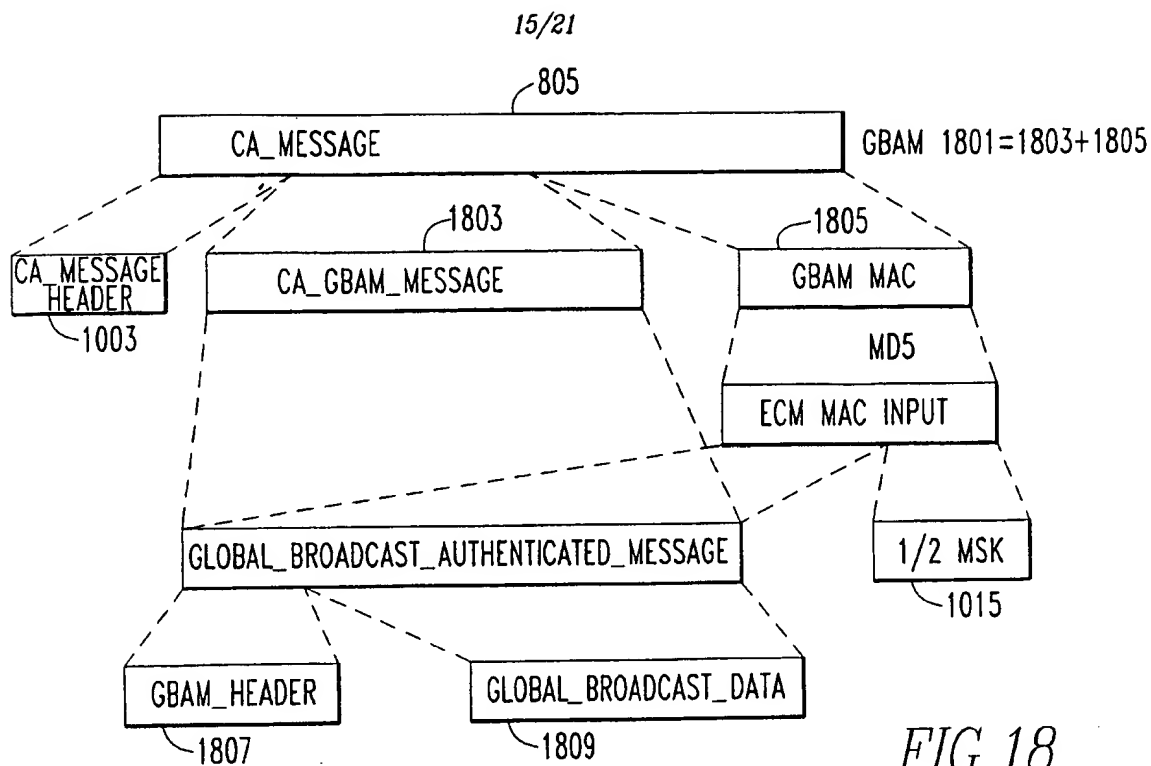 15/21
805
CA_MESSAGE
GBAM 1801=1803+1805
1803
1805
CA_MESSAGE
HEADER
CA_GBAM_MESSAGE
GBAM MAC
1003
MD5
ECM MAC INPUT
GLOBAL_BROADCAST_AUTHENTICATED_MESSAGE
1/2 MSK
1015
GBAM_HEADER
GLOBAL_BROADCAST_DATA
1807
1809
FIG. 18